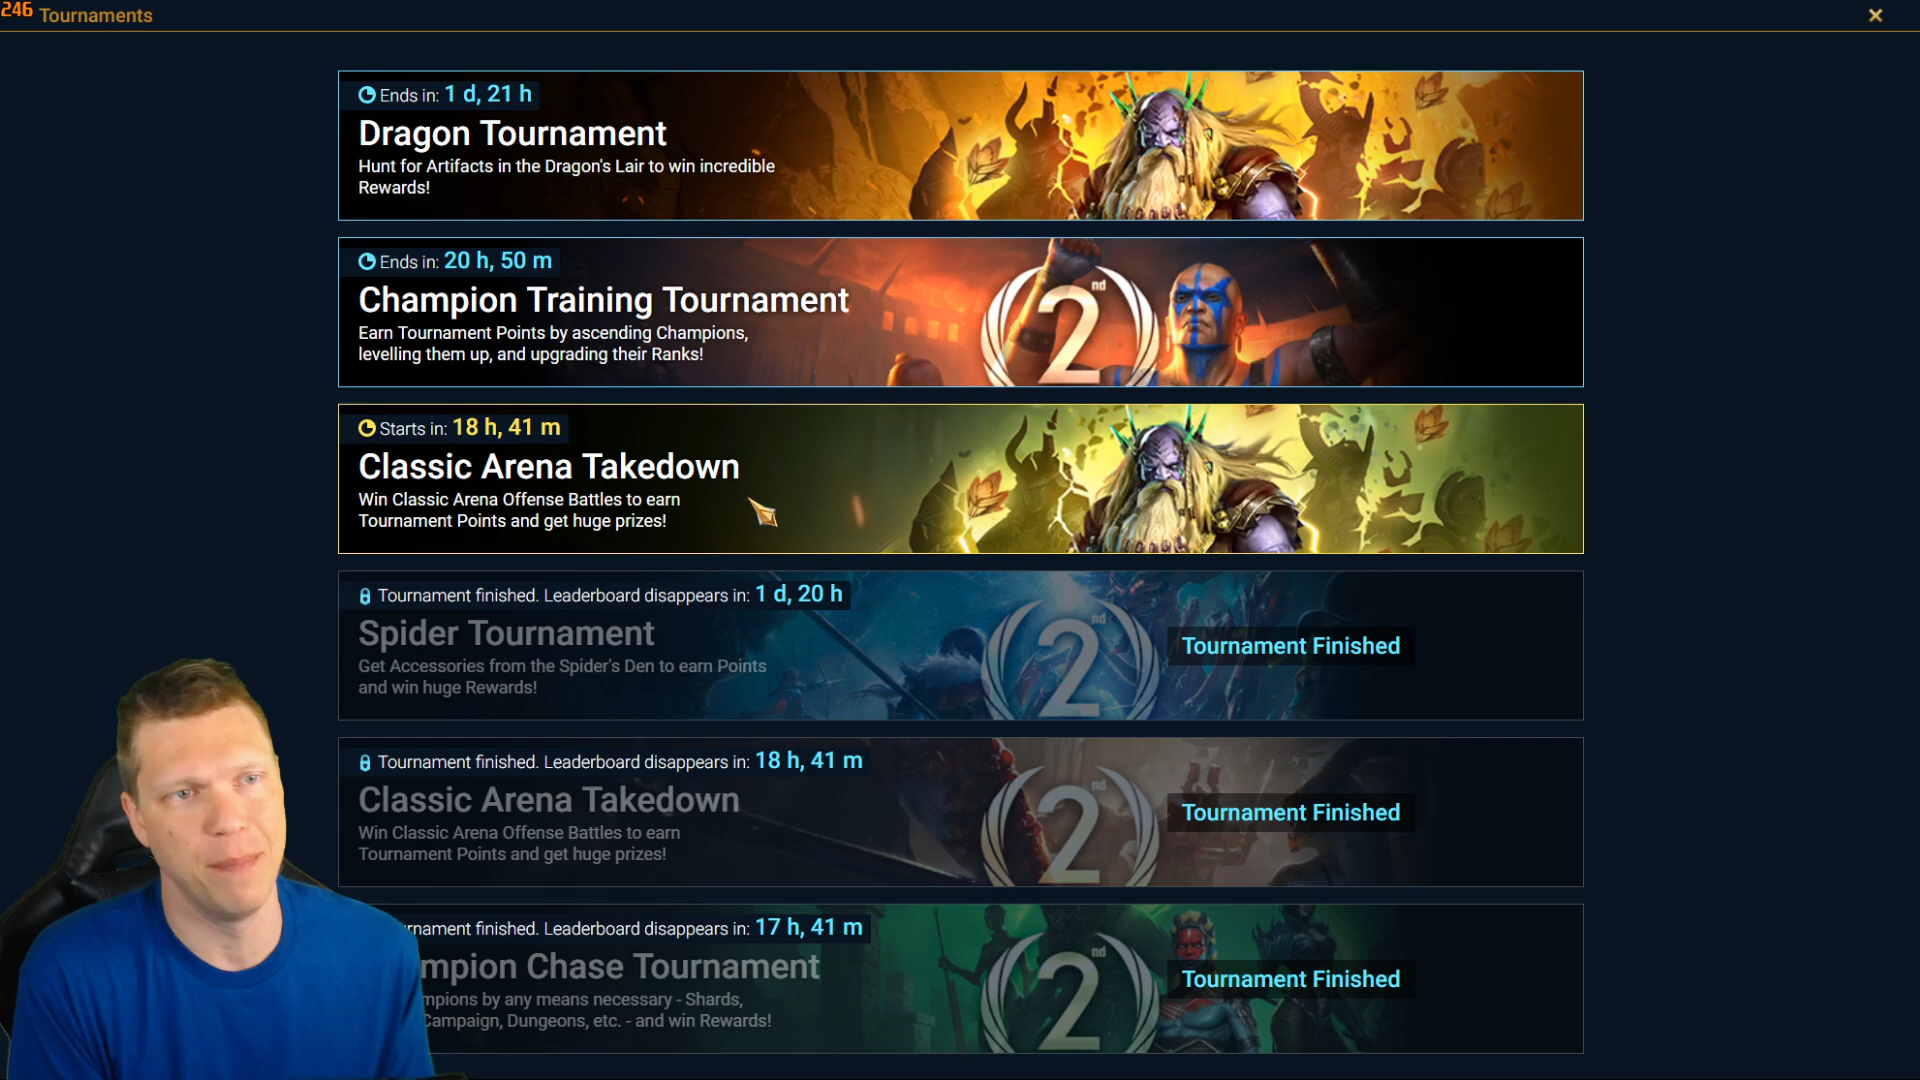 246 Tournaments
Ends in: 1 d, 21 h
Dragon Tournament
Hunt for Artifacts in the Dragon's Lair to win incredible
Rewards!
Ends in: 20 h, 50 m
Champion Training Tournament
Earn Tournament Points by ascending Champions,
levelling them up, and upgrading their Ranks!
2nd
Starts in: 18 h, 41 m
Classic Arena Takedown
Win Classic Arena Offense Battles to earn
Tournament Points and get huge prizes!
Tournament finished. Leaderboard disappears in: 1 d, 20 h
Spider Tournament
Get Accessories from the Spider's Den to earn Points
and win huge Rewards!
2nd
Tournament Finished
Tournament finished. Leaderboard disappears in: 18 h, 41 m
Classic Arena Takedown
Win Classic Arena Offense Battles to earn
Tournament Points and get huge prizes!
2nd
Tournament Finished
rnament finished. Leaderboard disappears in: 17 h, 41 m
mpion Chase Tournament
mpions by any means necessary - Shards,
Campaign, Dungeons, etc. - and win Rewards!
2nd
Tournament Finished